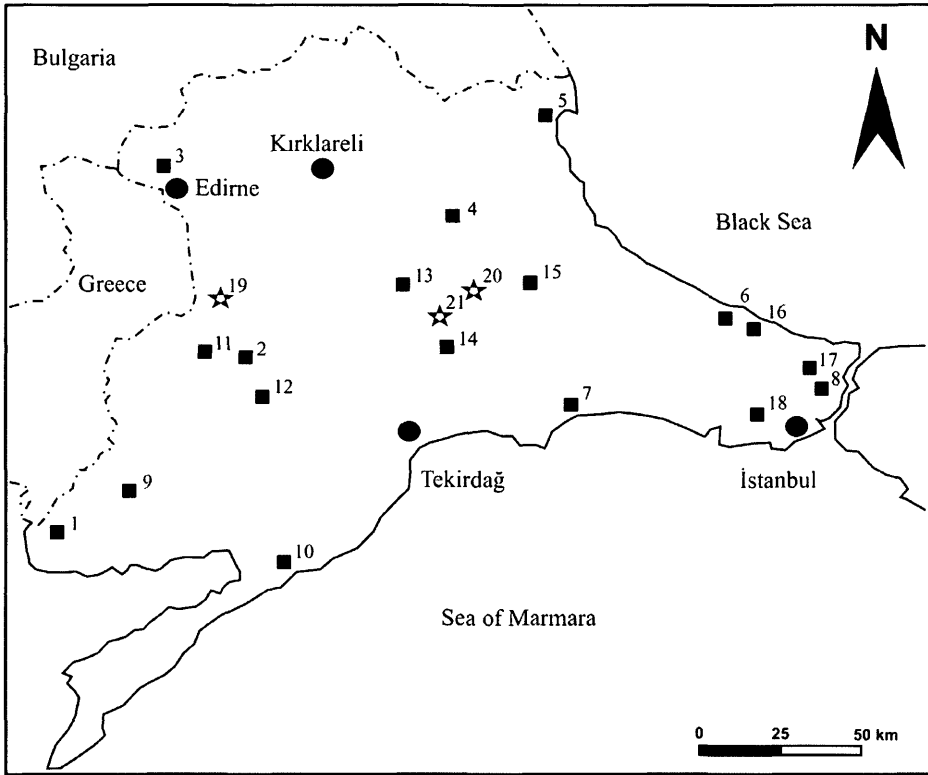 Bulgaria
N
5
Kırklareli
3
Edirne
4
Black Sea
Greece
19
13
20
15
21
6
16
11
2
14
17
12
8
7
18
Tekirdağ
İstanbul
9
1
10
Sea of Marmara
0 25 50 km